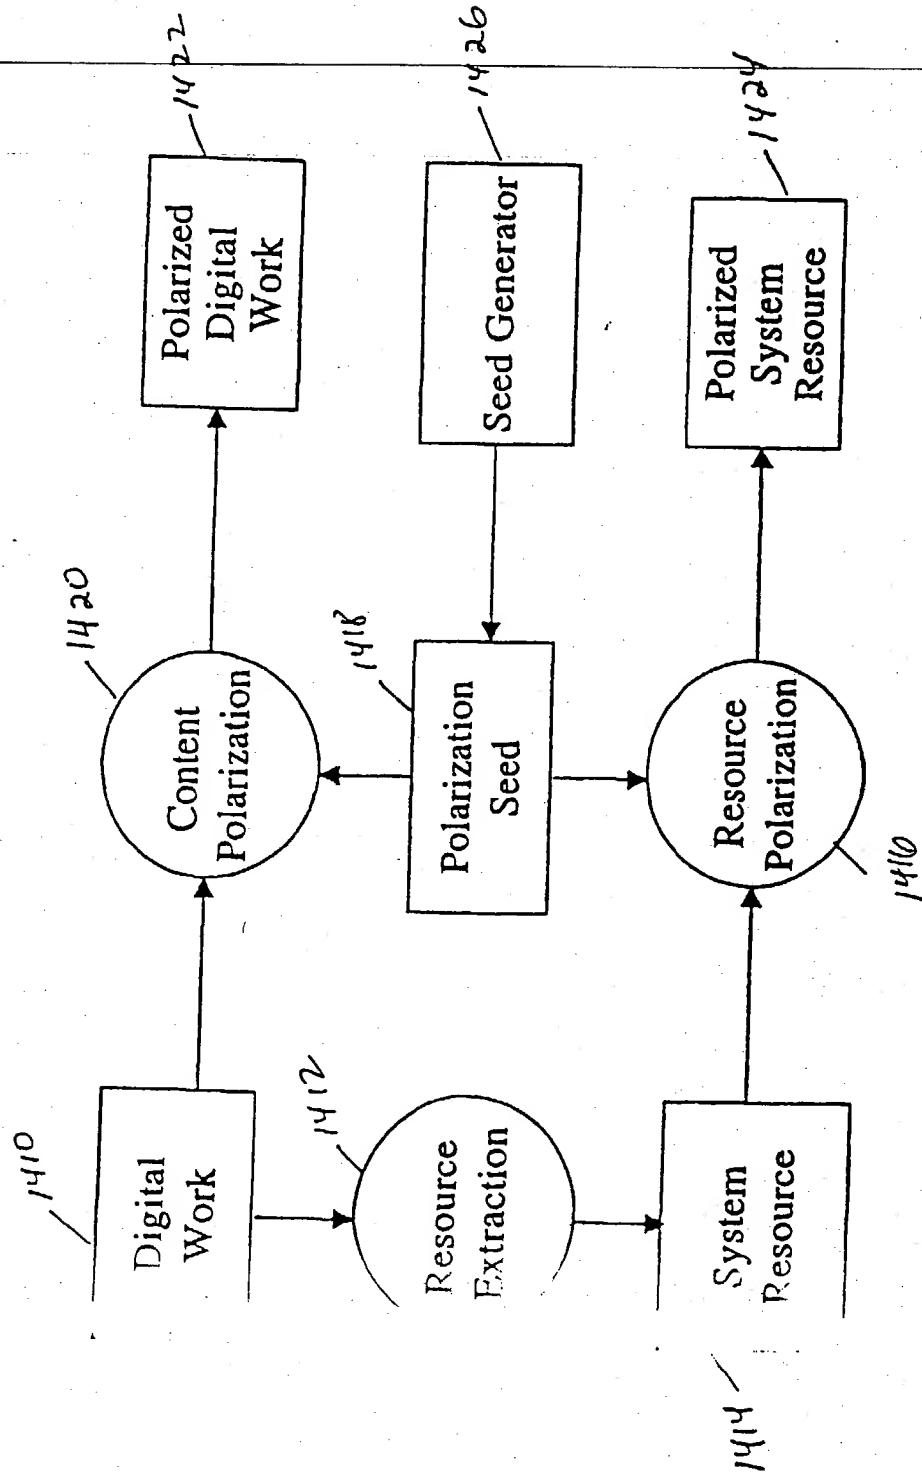 1410
Digital
Work
1420
Content
Polarization
1422
Polarized
Digital
Work
1412
Resource
Extraction
1418
Polarization
Seed
1426
Seed Generator
1414
System
Resource
Resource
Polarization
1416
1424
Polarized
System
Resource